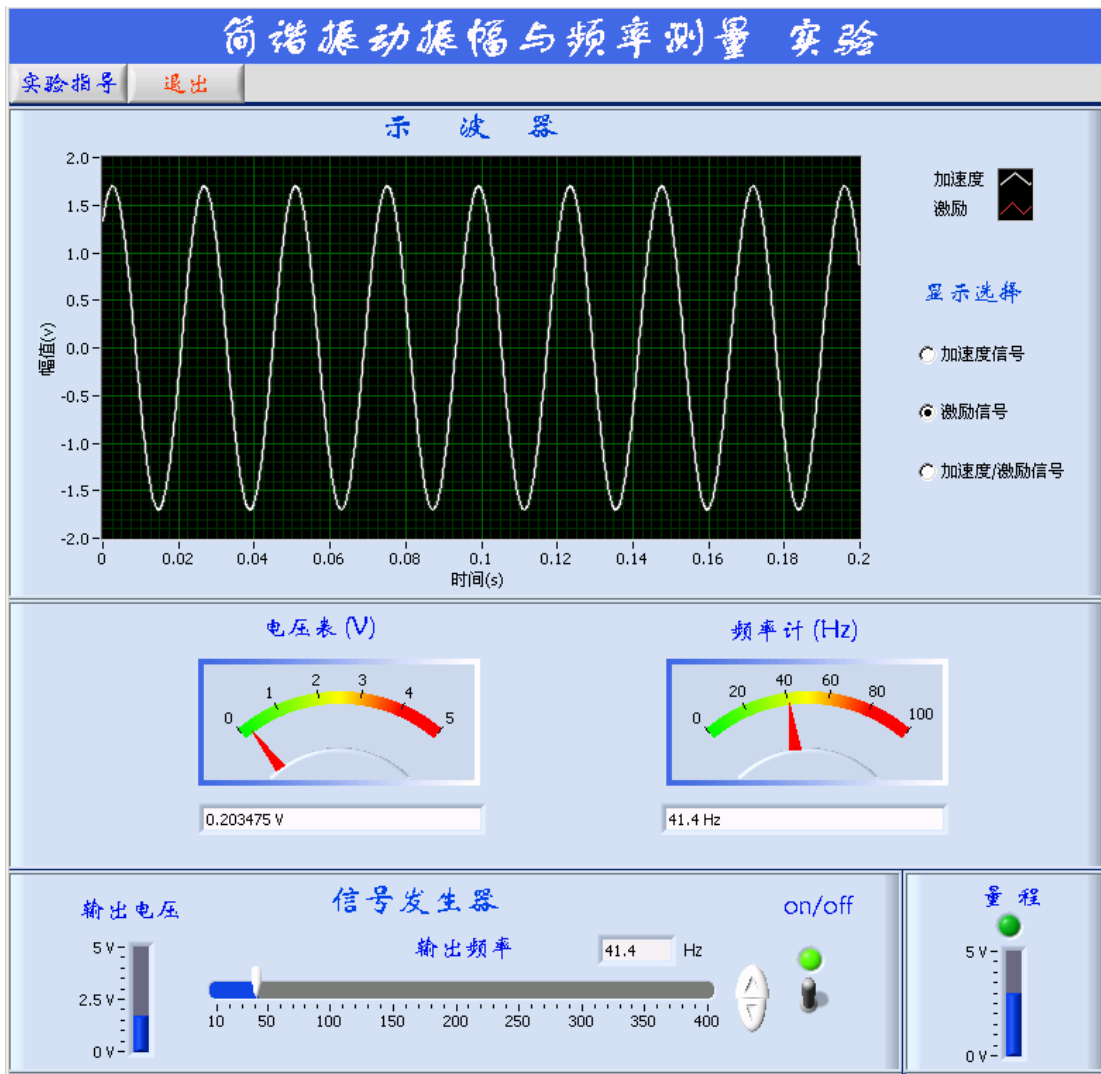 简谐振动振幅与频率测量 实验
实验指导 退出
示 波 器
2.0
1.5
1.0
0.5
0.0
-0.5
-1.0
-1.5
-2.0
幅值(v)
0 0.02 0.04 0.06 0.08 0.1 0.12 0.14 0.16 0.18 0.2
时间(s)
加速度
激励
显示选择
加速度信号
激励信号
加速度/激励信号
电压表 (V)
0 1 2 3 4 5
0.203475 V
频率计 (Hz)
0 20 40 60 80 100
41.4 Hz
输出电压
5 V
2.5 V
0 V
信号发生器
输出频率 41.4 Hz
10 50 100 150 200 250 300 350 400
on/off
量 程
5 V
0 V